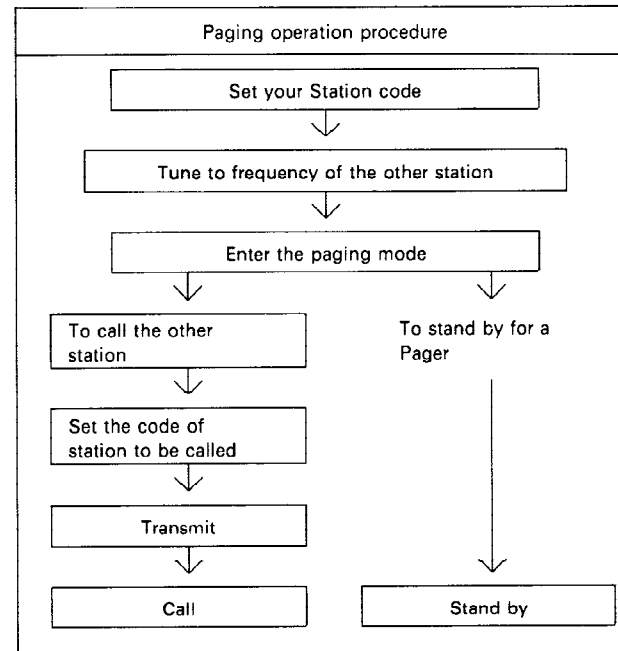 Paging operation procedure
Set your Station code
Tune to frequency of the other station
Enter the paging mode
To call the other
station
Set the code of
station to be called
Transmit
Call
To stand by for a
Pager
Stand by